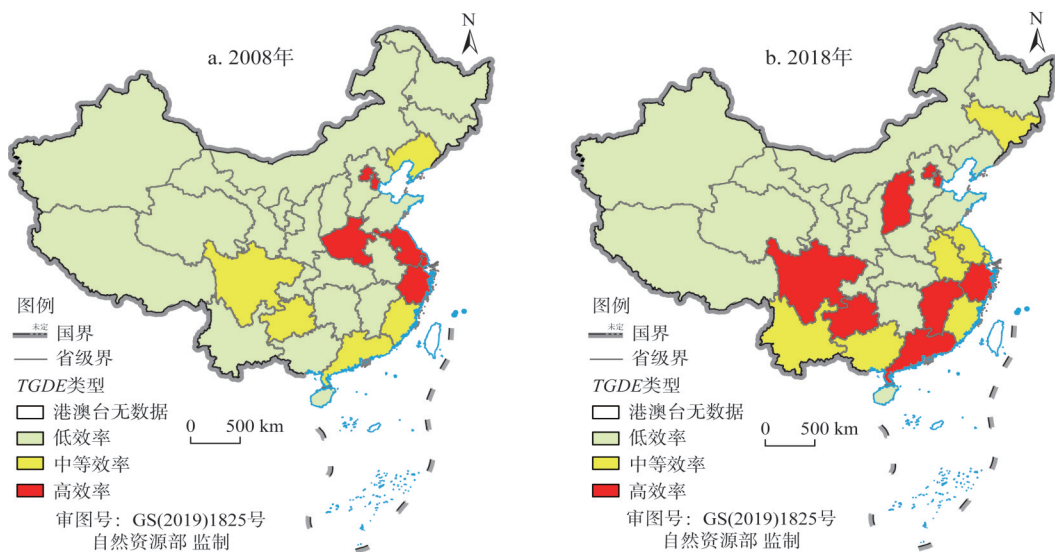 N
a. 2008年
图例
未定
国界
省级界
TGDE类型
港澳台无数据
低效率
中等效率
高效率
0 500 km
审图号：GS(2019)1825号
自然资源部 监制
N
b. 2018年
图例
未定
国界
省级界
TGDE类型
港澳台无数据
低效率
中等效率
高效率
0 500 km
审图号：GS(2019)1825号
自然资源部 监制